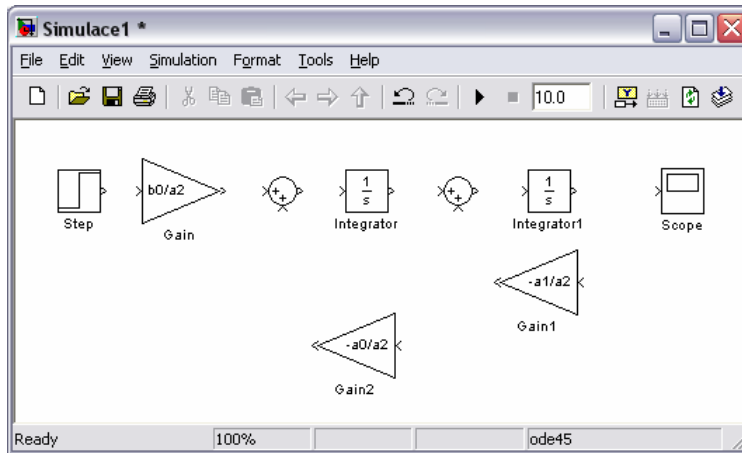 Simulace1 *
File Edit View Simulation Format Tools Help
10.0
b0/a2
1
s
1
s
Step
Gain
Integrator
Integrator1
Scope
-a1/a2
Gain1
-a0/a2
Gain2
Ready 100% ode45